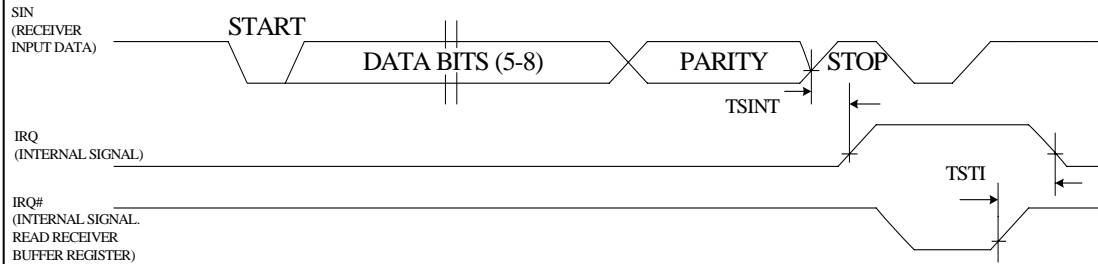 SIN
(RECEIVER
INPUT DATA)
START
DATA BITS (5-8)
PARITY
STOP
TSINT
IRQ
(INTERNAL SIGNAL)
TSTI
IRQ#
(INTERNAL SIGNAL.
READ RECEIVER
BUFFER REGISTER)